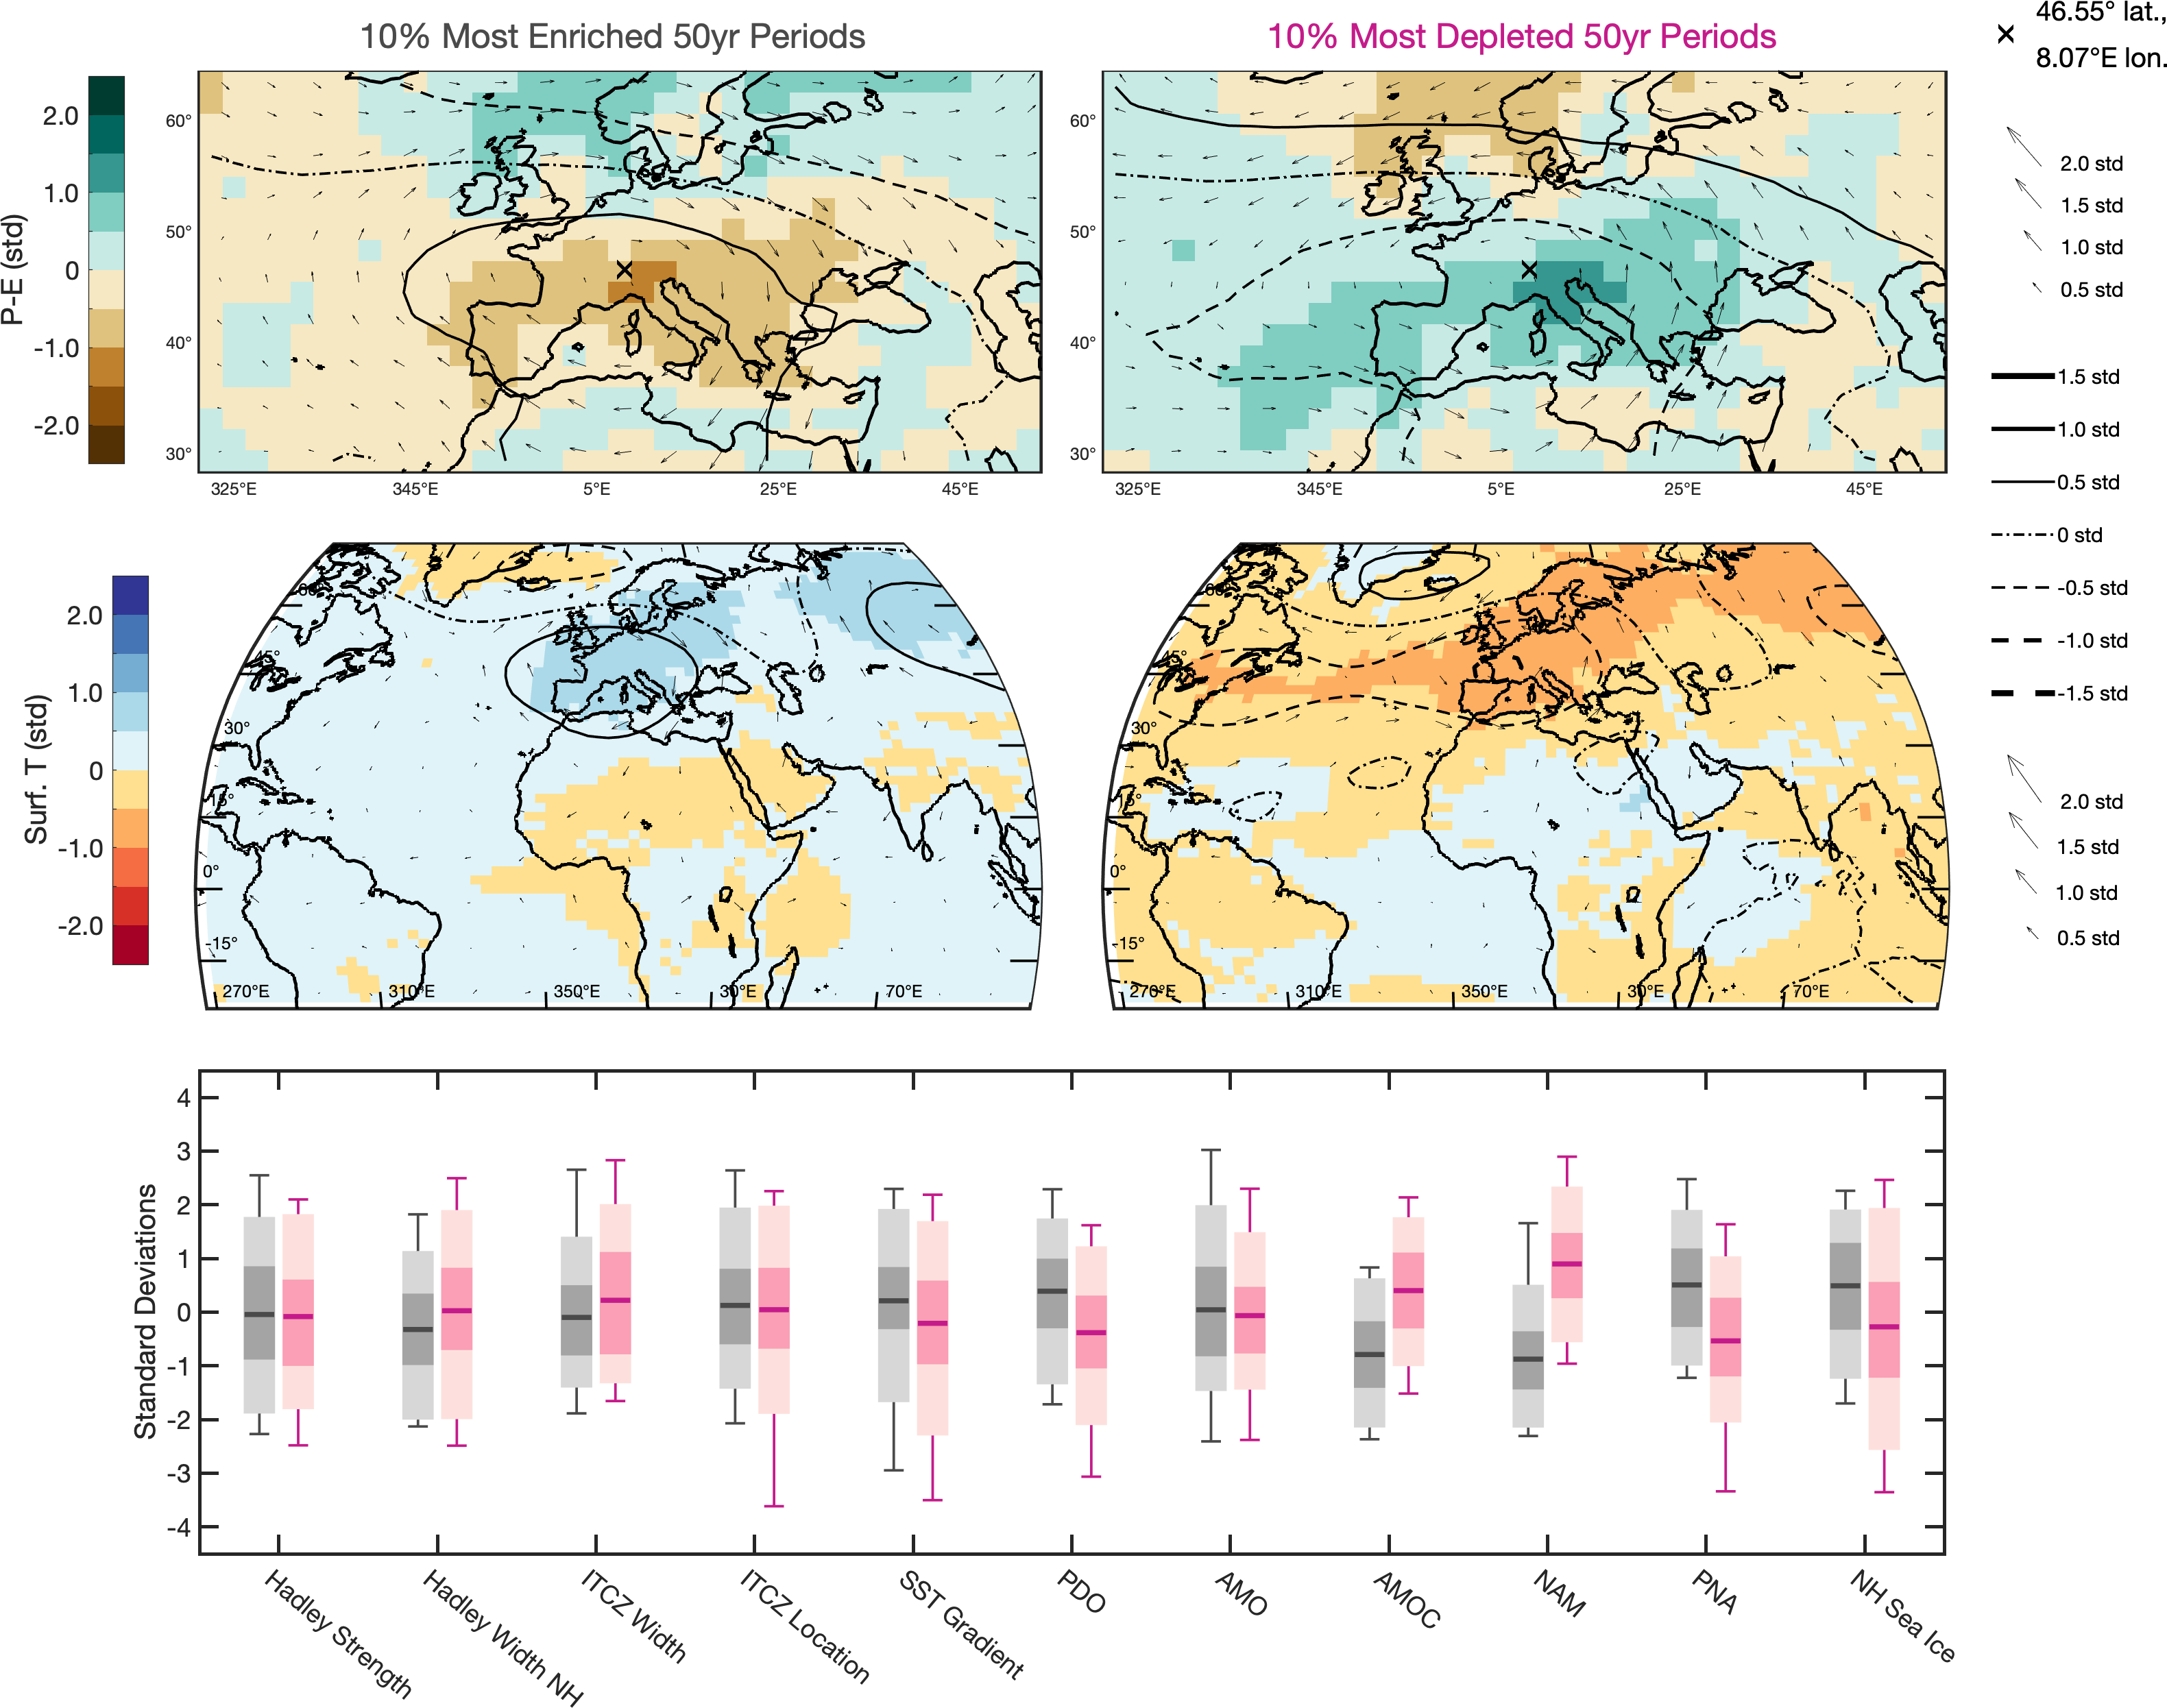 10% Most Enriched 50yr Periods
10% Most Depleted 50yr Periods
46.55° lat.,
8.07°E lon.
P-E (std)
2.0
1.0
0
-1.0
-2.0
60°
50°
40°
30°
325°E 345°E 5°E 25°E 45°E
60°
50°
40°
30°
325°E 345°E 5°E 25°E 45°E
2.0 std
1.5 std
1.0 std
0.5 std
1.5 std
1.0 std
0.5 std
0 std
-0.5 std
-1.0 std
-1.5 std
Surf. T (std)
2.0
1.0
0
-1.0
-2.0
45°
30°
15°
0°
-15°
270°E 310°E 350°E 30°E 70°E
45°
30°
15°
0°
-15°
270°E 310°E 350°E 30°E 70°E
2.0 std
1.5 std
1.0 std
0.5 std
Standard Deviations
4
3
2
1
0
-1
-2
-3
-4
Hadley Strength
Hadley Width NH
ITCZ Width
ITCZ Location
SST Gradient
PDO
AMO
AMOC
NAM
PNA
NH Sea Ice